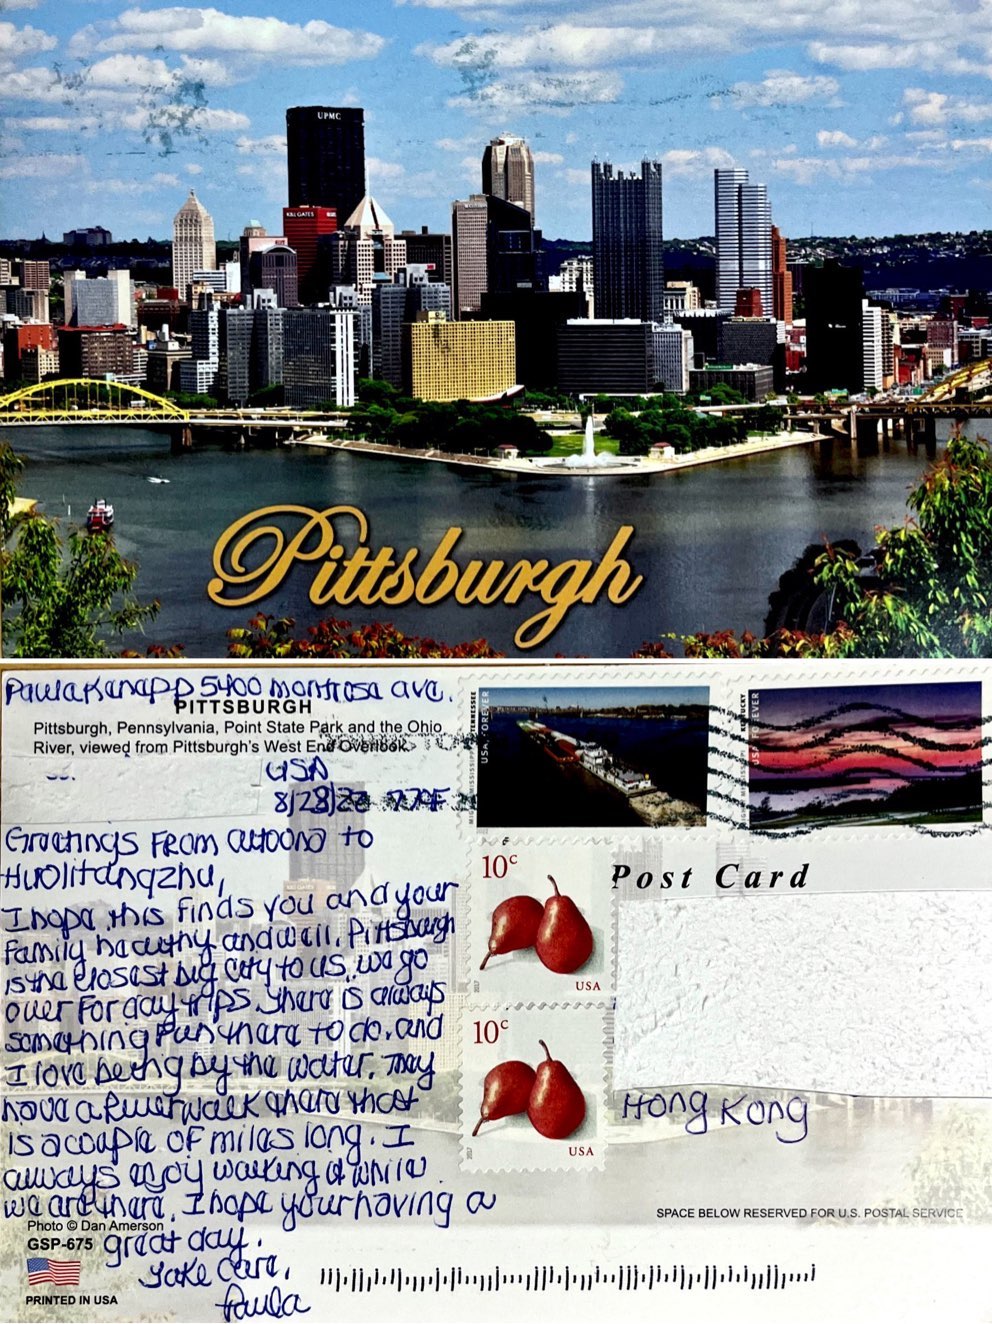 UPMC
Pittsburgh
Paula Kanapp 5400 Montrosa ave.
PITTSBURGH
Pittsburgh, Pennsylvania, Point State Park and the Ohio
River, viewed from Pittsburgh's West End Overlook.
USA
8/28/23 77°F
Greetings From altoona to
Huolitangzhu,
I hope this finds you and your
family healthy and well. Pittsburgh
is the closest big city to us. we go
over for day trips. There is always
something fun there to do. and
I love being by the water. They
have a River walk there that
is a couple of miles long. I
always enjoy walking it while
we are there. I hope your having a
great day.
Take Care,
Paula
Photo © Dan Amerson
GSP-675
PRINTED IN USA
TENNESSEE
USA FOREVER
KENTUCKY
USA FOREVER
10c
USA
10c
USA
Post Card
Hong Kong
SPACE BELOW RESERVED FOR U.S. POSTAL SERVICE